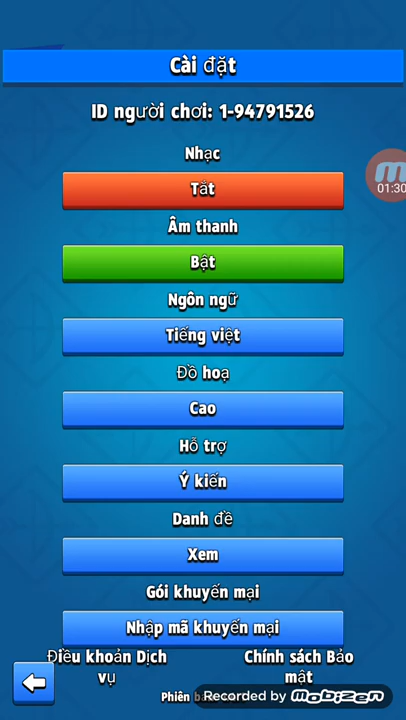 Cài đặt
ID người chơi: 1-94791526
Nhạc
Tắt
01:30
Âm thanh
Bật
Ngôn ngữ
Tiếng việt
Đồ hoạ
Cao
Hỗ trợ
Ý kiến
Danh đề
Xem
Gói khuyến mại
Nhập mã khuyến mại
Điều khoản Dịch
vụ
Chính sách Bảo
mật
Phiên
Recorded by mobizen